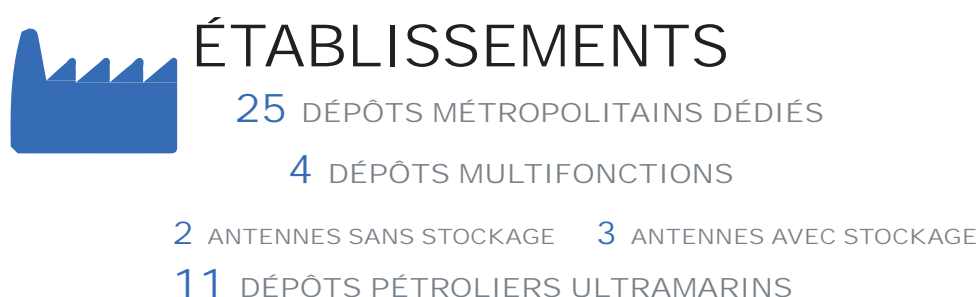 ÉTABLISSEMENTS
25 DÉPÔTS MÉTROPOLITAINS DÉDIÉS
4 DÉPÔTS MULTIFONCTIONS
2 ANTENNES SANS STOCKAGE 3 ANTENNES AVEC STOCKAGE
11 DÉPÔTS PÉTROLIERS ULTRAMARINS